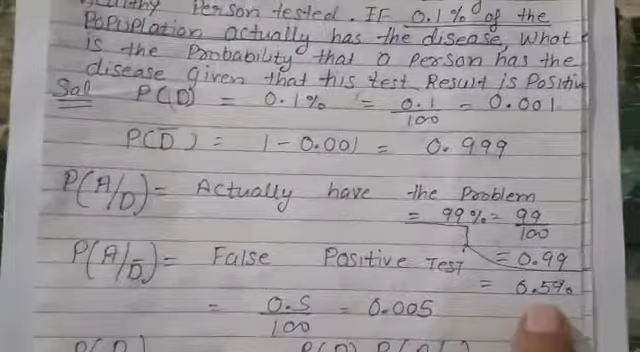 Person tested. IF 0.1% of the
Population actually has the disease, What
is the Probability that a person has the
disease given that his test Result is Positive
Sol P(D) = 0.1% = 0.1/100 = 0.001
P(D̅) = 1-0.001 = 0.999
P(A/D) = Actually have the Problem
= 99% = 99/100
= 0.99
P(A/D̅) = False Positive Test
= 0.5%
= 0.5/100 = 0.005